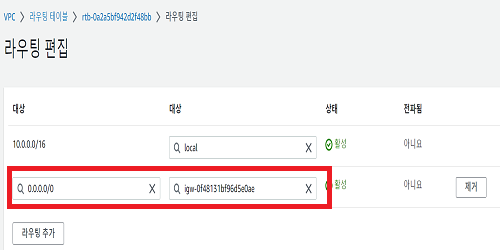 VPC > 라우팅 테이블 > rtb-0a2a5bf942d2f48bb > 라우팅 편집
라우팅 편집
대상 대상 상태 전파됨
10.0.0.0/16 local X 활성 아니요
0.0.0.0/0 X igw-0f48131bf96d5e0ae X 활성 아니요 제거
라우팅 추가